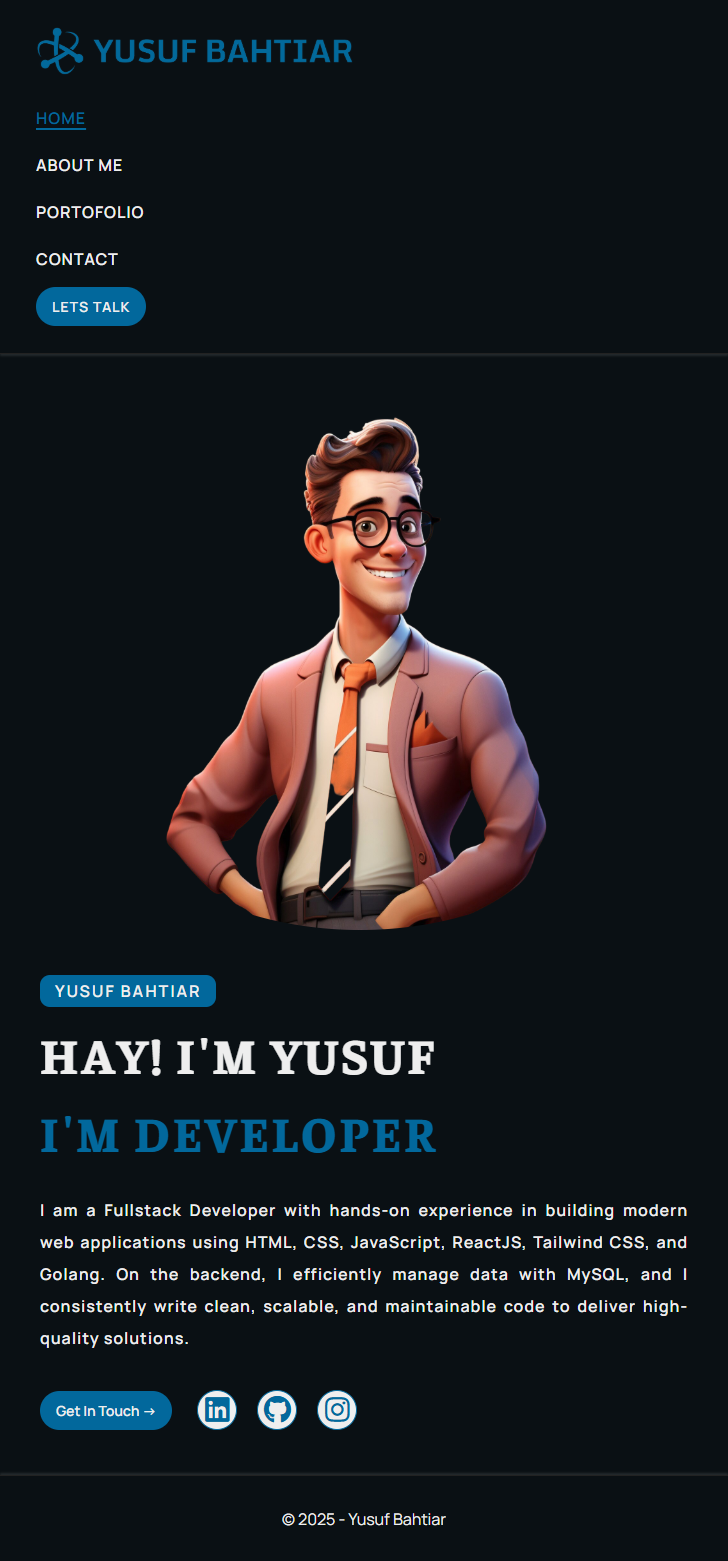 YUSUF BAHTIAR
HOME
ABOUT ME
PORTOFOLIO
CONTACT
LETS TALK
YUSUF BAHTIAR
HAY! I'M YUSUF
I'M DEVELOPER
I am a Fullstack Developer with hands-on experience in building modern
web applications using HTML, CSS, JavaScript, ReactJS, Tailwind CSS, and
Golang. On the backend, I efficiently manage data with MySQL, and I
consistently write clean, scalable, and maintainable code to deliver high-
quality solutions.
Get In Touch →
© 2025 - Yusuf Bahtiar